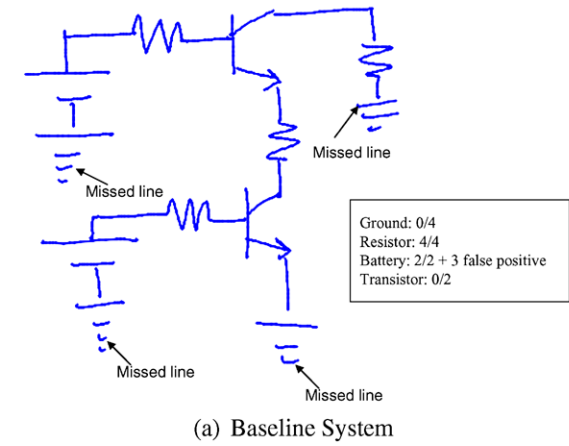 Missed line
Missed line
Ground: 0/4
Resistor: 4/4
Battery: 2/2 + 3 false positive
Transistor: 0/2
Missed line
Missed line
(a) Baseline System